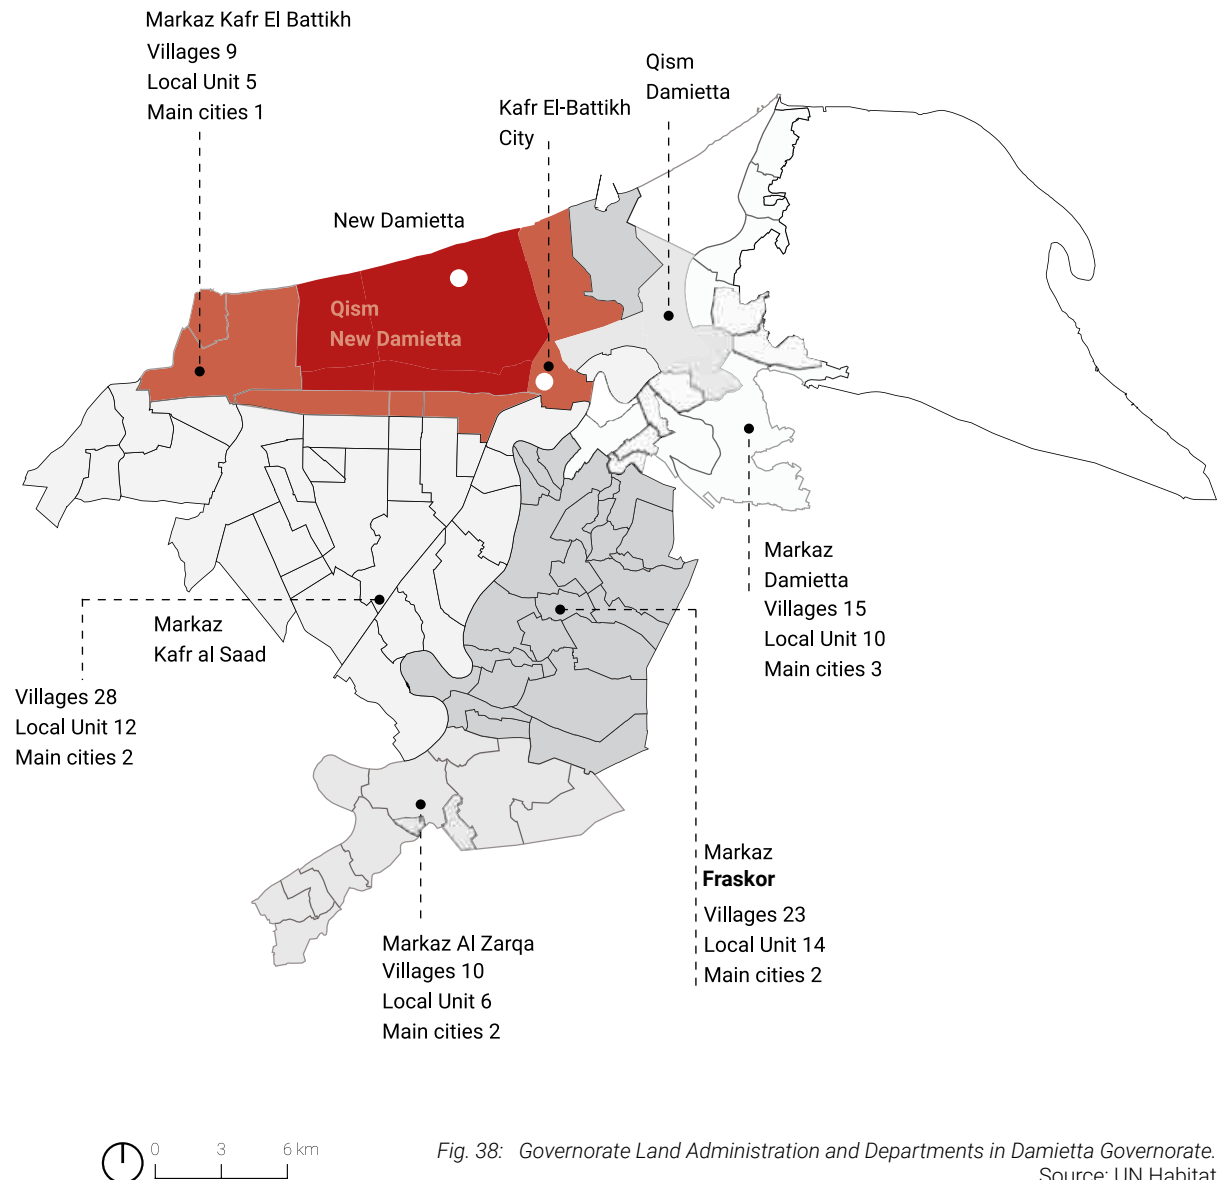 Markaz Kafr El Battikh
Villages 9
Local Unit 5
Main cities 1
Qism
Damietta
Kafr El-Battikh
City
New Damietta
Qism
New Damietta
Markaz
Damietta
Villages 15
Local Unit 10
Main cities 3
Markaz
Kafr al Saad
Villages 28
Local Unit 12
Main cities 2
Markaz
Fraskor
Villages 23
Local Unit 14
Main cities 2
Markaz Al Zarqa
Villages 10
Local Unit 6
Main cities 2
0 3 6 km
Fig. 38: Governorate Land Administration and Departments in Damietta Governorate.
Source: UN Habitat